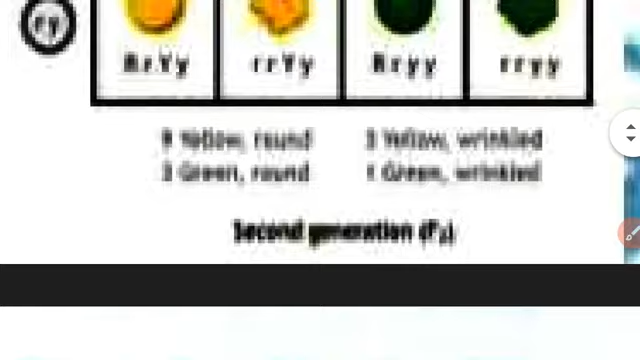 ry
RrYy rrYy Rryy rryy
9 Yellow, round 3 Yellow, wrinkled
3 Green, round 1 Green, wrinkled
Second generation (F₂)